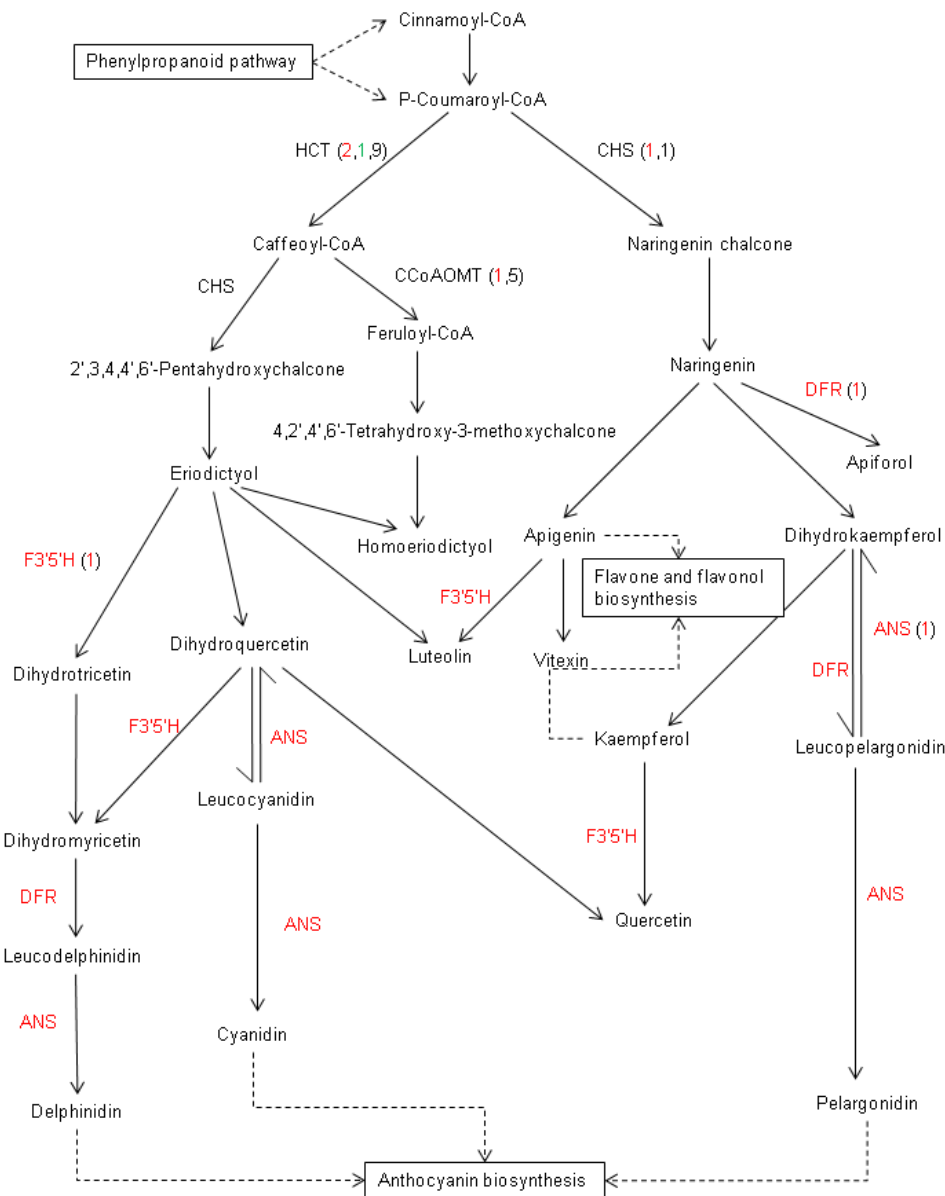 Cinnamoyl-CoA
Phenylpropanoid pathway
P-Coumaroyl-CoA
HCT (2,1,9)
CHS (1,1)
Caffeoyl-CoA
Naringenin chalcone
CHS
CCoAOMT (1,5)
Feruloyl-CoA
2',3,4,4',6'-Pentahydroxychalcone
Naringenin
DFR (1)
4,2',4',6'-Tetrahydroxy-3-methoxychalcone
Apiforol
Eriodictyol
Homoeriodictyol
Apigenin
Dihydrokaempferol
F3'5'H (1)
F3'5'H
Flavone and flavonol
biosynthesis
ANS (1)
Dihydroquercetin
Luteolin
Vitexin
DFR
Dihydrotricetin
F3'5'H
ANS
Kaempferol
Leucopelargonidin
Leucocyanidin
Dihydromyricetin
F3'5'H
DFR
ANS
ANS
Quercetin
Leucodelphinidin
ANS
Cyanidin
Delphinidin
Pelargonidin
Anthocyanin biosynthesis